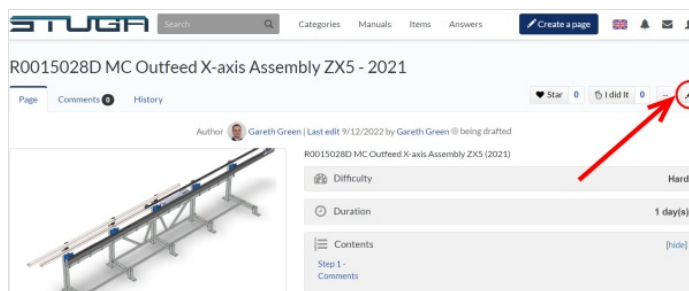 STUGA Search Categories Manuals Items Answers Create a page
R0015028D MC Outfeed X-axis Assembly ZX5 - 2021
Page Comments 0 History Star 0 I did It 0 ...
Author Gareth Green | Last edit 9/12/2022 by Gareth Green being drafted
R0015028D MC Outfeed X-axis Assembly ZX5 (2021)
Difficulty Hard
Duration 1 day(s)
Contents [hide]
Step 1 -
Comments